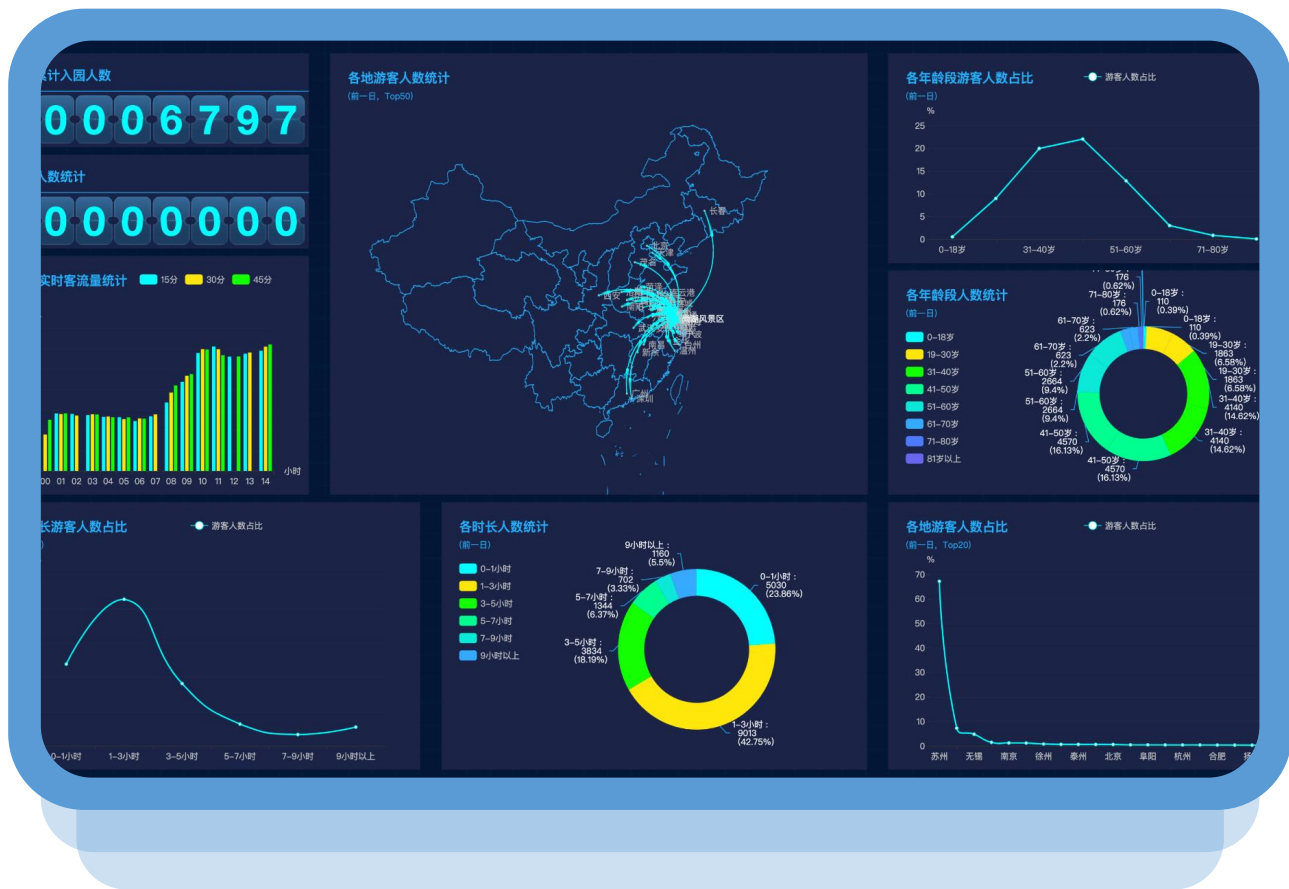 计入园人数
0006797
人数统计
0000000
实时客流量统计 15分 30分 45分
小时
00 01 02 03 04 05 06 07 08 09 10 11 12 13 14
各地游客人数统计
(前一日, Top50)
长春
北京
天津
西安
南昌
新余
台州
温州
广州
深圳
风景区
各年龄段游客人数占比 游客人数占比
(前一日)
%
25
20
15
10
5
0
0-18岁 31-40岁 51-60岁 71-80岁
各年龄段人数统计
(前一日)
0-18岁
19-30岁
31-40岁
41-50岁
51-60岁
61-70岁
71-80岁
81岁以上
176
(0.62%)
71-80岁：
176
(0.62%)
61-70岁：
623
(2.2%)
61-70岁：
623
(2.2%)
51-60岁：
2664
(9.4%)
51-60岁：
2664
(9.4%)
41-50岁：
4570
(16.13%)
41-50岁：
4570
(16.13%)
0-18岁：
110
(0.39%)
0-18岁：
110
(0.39%)
19-30岁：
1863
(6.58%)
19-30岁：
1863
(6.58%)
31-40岁：
4140
(14.62%)
31-40岁：
4140
(14.62%)
长游客人数占比 游客人数占比
0-1小时 1-3小时 3-5小时 5-7小时 7-9小时 9小时以上
各时长人数统计
(前一日)
0-1小时
1-3小时
3-5小时
5-7小时
7-9小时
9小时以上
9小时以上：
1160
(5.5%)
7-9小时：
702
(3.33%)
5-7小时：
1344
(6.37%)
3-5小时：
3834
(18.19%)
0-1小时：
5030
(23.86%)
1-3小时：
9013
(42.75%)
各地游客人数占比 游客人数占比
(前一日, Top20)
%
70
60
50
40
30
20
10
0
苏州 无锡 南京 徐州 泰州 北京 阜阳 杭州 合肥